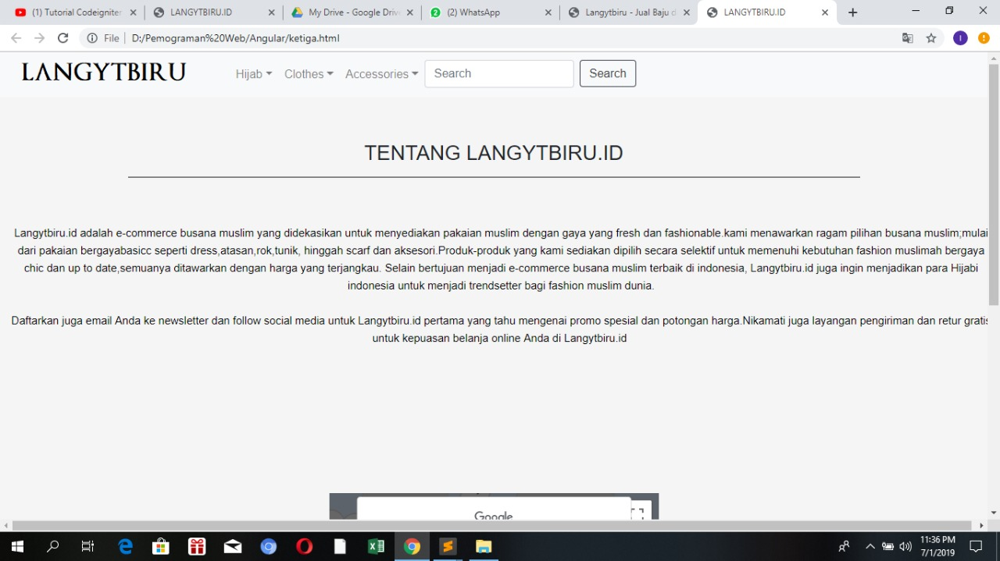 (1) Tutorial Codeigniter
LANGYTBIRU.ID
My Drive - Google Driv
(2) WhatsApp
Langytbiru - Jual Baju d
LANGYTBIRU.ID
File
D:/Pemograman%20Web/Angular/ketiga.html
I
LANGYTBIRU
Hijab
Clothes
Accessories
Search
Search
TENTANG LANGYTBIRU.ID
Langytbiru.id adalah e-commerce busana muslim yang didekasikan untuk menyediakan pakaian muslim dengan gaya yang fresh dan fashionable.kami menawarkan ragam pilihan busana muslim;mulai
dari pakaian bergayabasicc seperti dress,atasan,rok,tunik, hinggah scarf dan aksesori.Produk-produk yang kami sediakan dipilih secara selektif untuk memenuhi kebutuhan fashion muslimah bergaya
chic dan up to date,semuanya ditawarkan dengan harga yang terjangkau. Selain bertujuan menjadi e-commerce busana muslim terbaik di indonesia, Langytbiru.id juga ingin menjadikan para Hijabi
indonesia untuk menjadi trendsetter bagi fashion muslim dunia.
Daftarkan juga email Anda ke newsletter dan follow social media untuk Langytbiru.id pertama yang tahu mengenai promo spesial dan potongan harga.Nikamati juga layangan pengiriman dan retur gratis
untuk kepuasan belanja online Anda di Langytbiru.id
Google
11:36 PM
7/1/2019